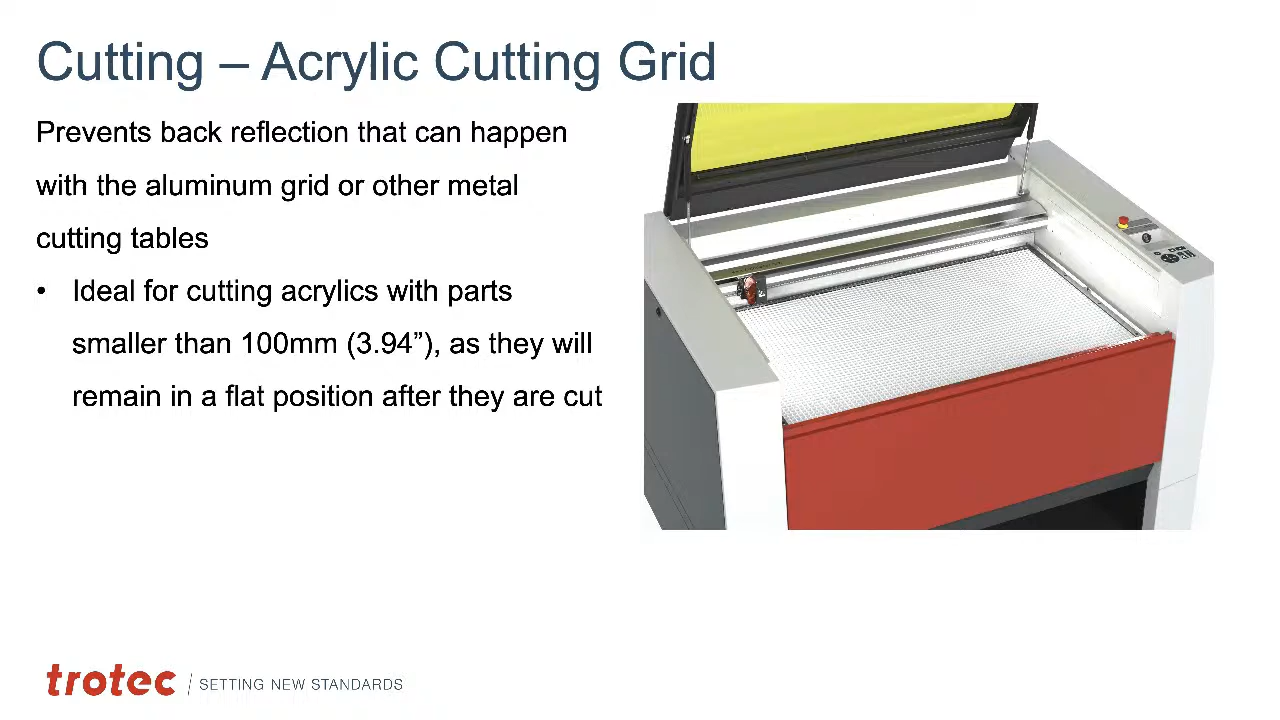 Cutting – Acrylic Cutting Grid
Prevents back reflection that can happen
with the aluminum grid or other metal
cutting tables
• Ideal for cutting acrylics with parts
smaller than 100mm (3.94”), as they will
remain in a flat position after they are cut
trotec / SETTING NEW STANDARDS